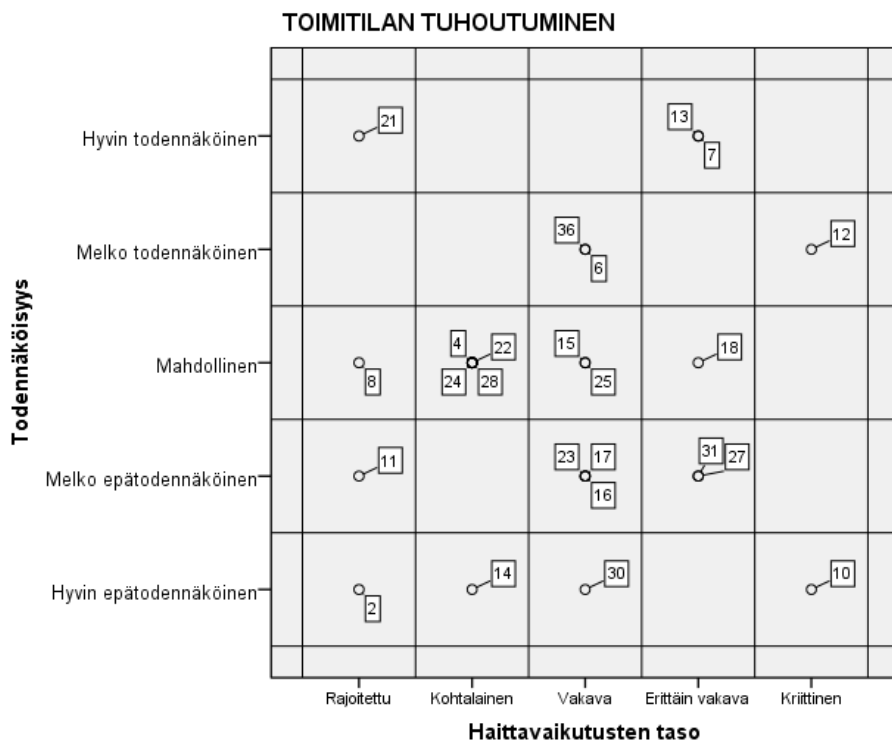 TOIMITILAN TUHOUTUMINEN
Todennäköisyys
Hyvin todennäköinen
21
13
7
Melko todennäköinen
36
6
12
Mahdollinen
8
4
22
24
28
15
25
18
Melko epätodennäköinen
11
23
17
16
31
27
Hyvin epätodennäköinen
2
14
30
10
Rajoitettu
Kohtalainen
Vakava
Erittäin vakava
Kriittinen
Haittavaikutusten taso